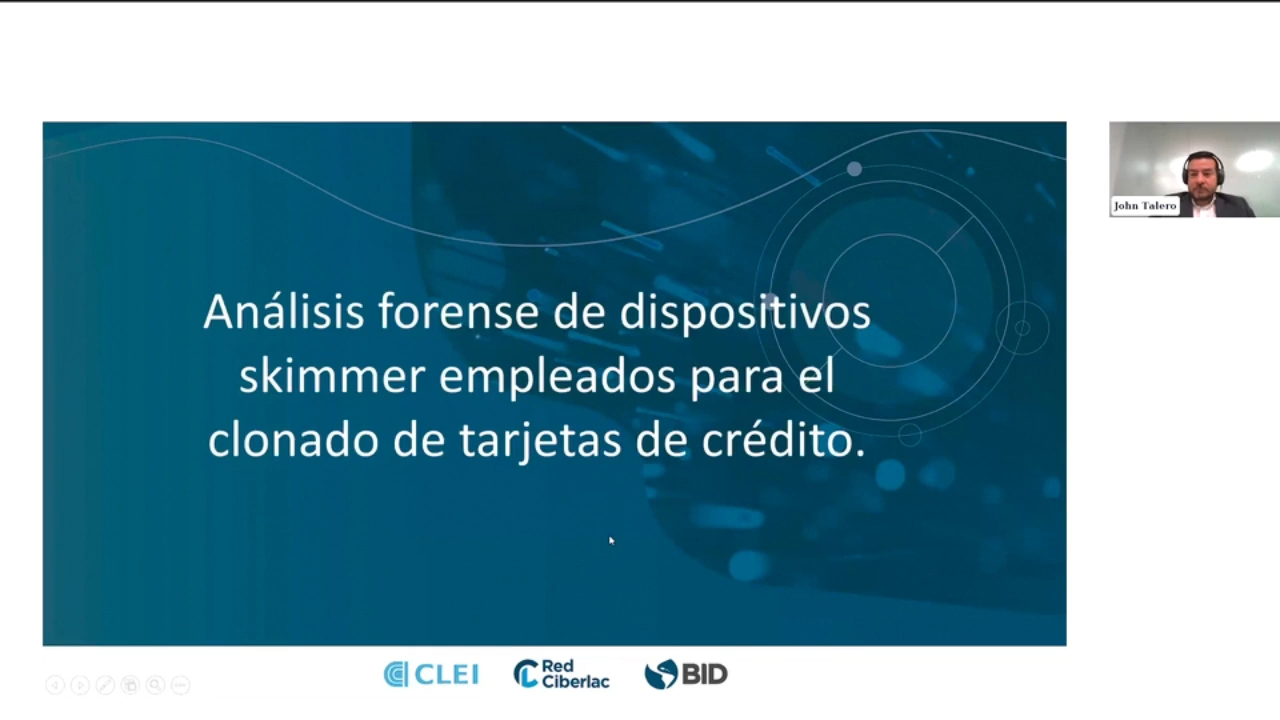 Análisis forense de dispositivos
skimmer empleados para el
clonado de tarjetas de crédito.
John Talero
CLEI
Red
Ciberlac
BID